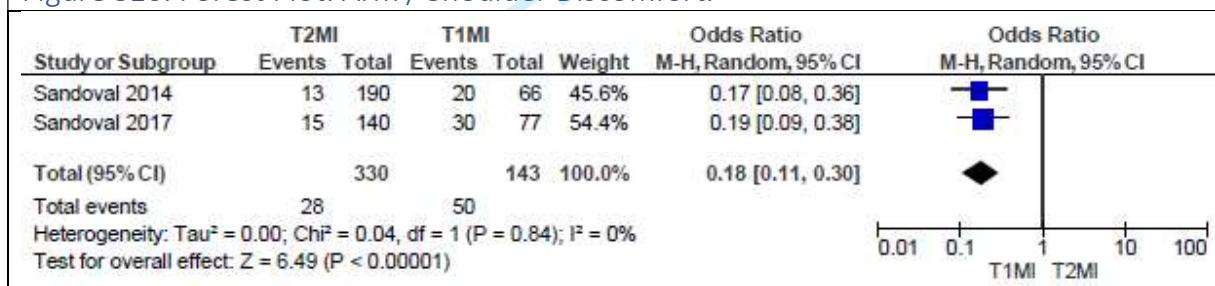 T2MI T1MI Odds Ratio Odds Ratio
Study or Subgroup Events Total Events Total Weight M-H, Random, 95% CI M-H, Random, 95% CI
Sandoval 2014 13 190 20 66 45.6% 0.17 [0.08, 0.36]
Sandoval 2017 15 140 30 77 54.4% 0.19 [0.09, 0.38]
Total (95% CI) 330 143 100.0% 0.18 [0.11, 0.30]
Total events 28 50
Heterogeneity: Tau² = 0.00; Chi² = 0.04, df = 1 (P = 0.84); I² = 0%
Test for overall effect: Z = 6.49 (P < 0.00001)
0.01 0.1 1 10 100
T1MI T2MI